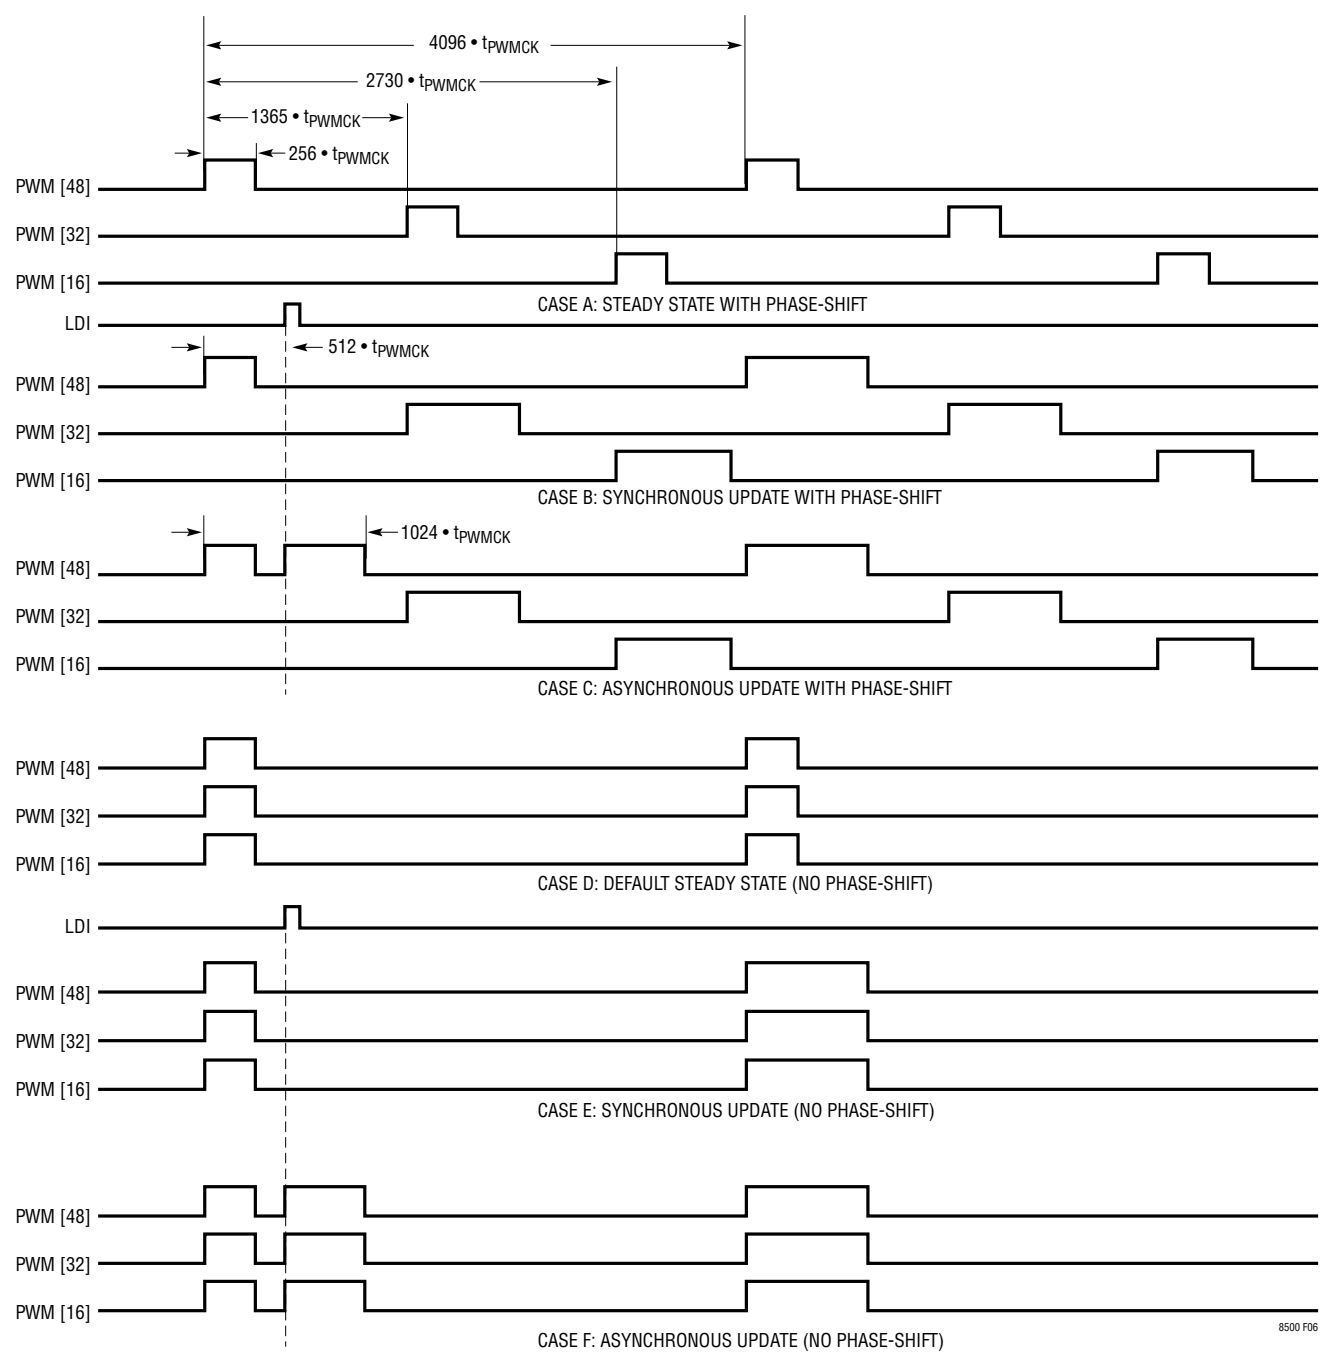 4096 • tPWMCK
2730 • tPWMCK
1365 • tPWMCK
256 • tPWMCK
PWM [48]
PWM [32]
PWM [16]
CASE A: STEADY STATE WITH PHASE-SHIFT
LDI
512 • tPWMCK
PWM [48]
PWM [32]
PWM [16]
CASE B: SYNCHRONOUS UPDATE WITH PHASE-SHIFT
1024 • tPWMCK
PWM [48]
PWM [32]
PWM [16]
CASE C: ASYNCHRONOUS UPDATE WITH PHASE-SHIFT
PWM [48]
PWM [32]
PWM [16]
CASE D: DEFAULT STEADY STATE (NO PHASE-SHIFT)
LDI
PWM [48]
PWM [32]
PWM [16]
CASE E: SYNCHRONOUS UPDATE (NO PHASE-SHIFT)
PWM [48]
PWM [32]
PWM [16]
8500 F06
CASE F: ASYNCHRONOUS UPDATE (NO PHASE-SHIFT)